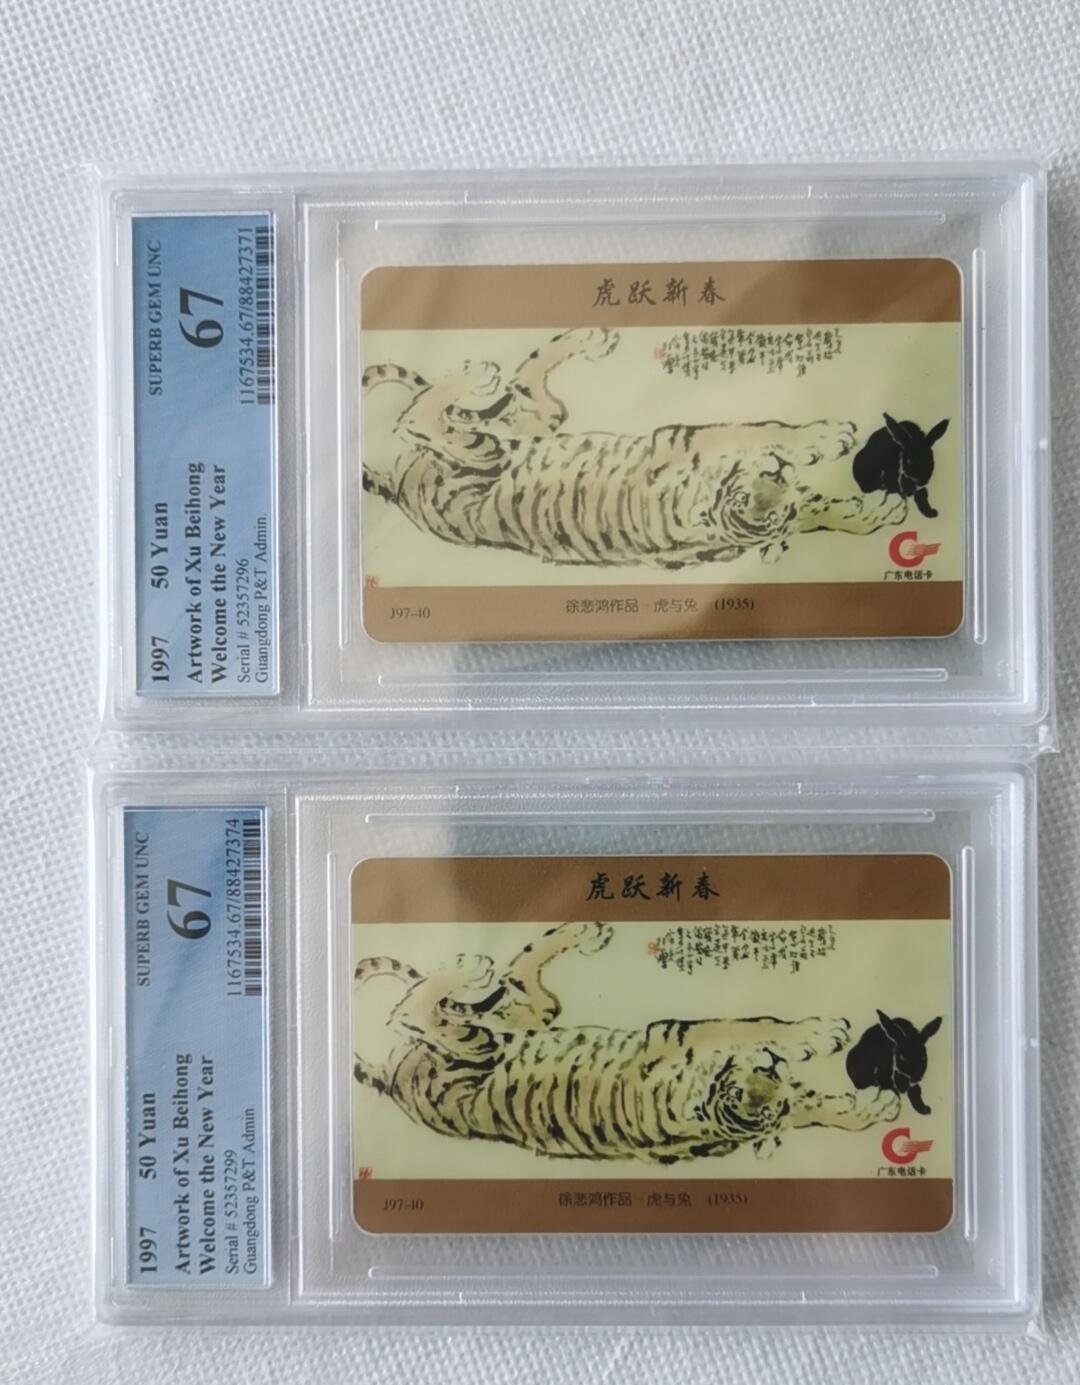 1997 50 Yuan
Artwork of Xu Beihong
Welcome the New Year
Serial # 52357296
Guangdong P&T Admin.
SUPERB GEM UNC
67
1167534.67/88427371
虎跃新春
广东电话卡
J97-10
徐悲鸿作品·虎与兔 (1935)
1997 50 Yuan
Artwork of Xu Beihong
Welcome the New Year
Serial # 52357299
Guangdong P&T Admin.
SUPERB GEM UNC
67
1167534.67/88427374
虎跃新春
广东电话卡
J97-10
徐悲鸿作品·虎与兔 (1935)